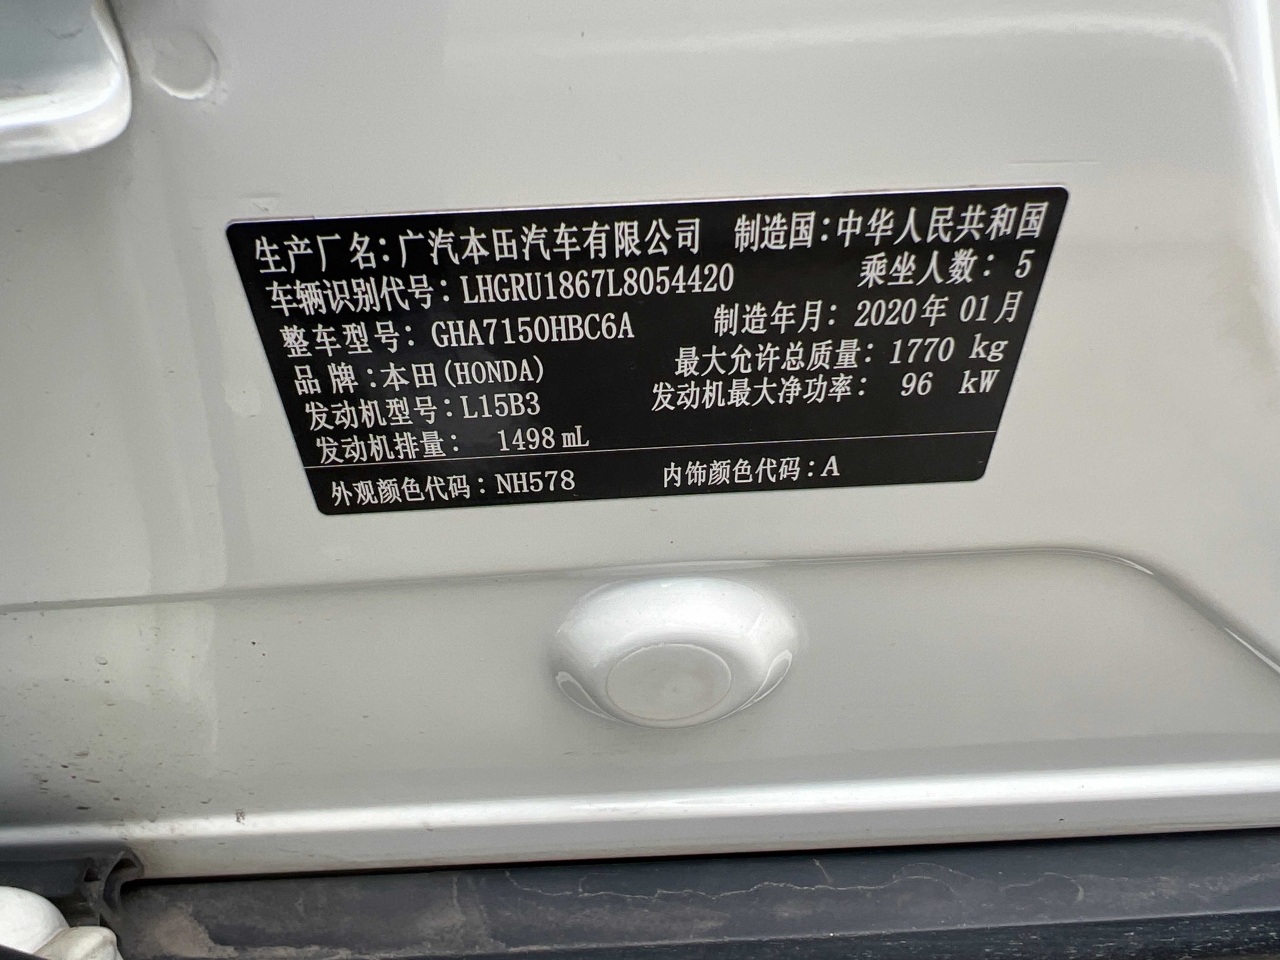 生产厂名:广汽本田汽车有限公司 制造国:中华人民共和国
车辆识别代号:LHGRU1867L8054420 乘坐人数:5
整车型号:GHA7150HBC6A 制造年月:2020年01月
品牌:本田(HONDA) 最大允许总质量:1770 kg
发动机型号:L15B3 发动机最大净功率:96 kW
发动机排量: 1498 mL
外观颜色代码:NH578 内饰颜色代码:A